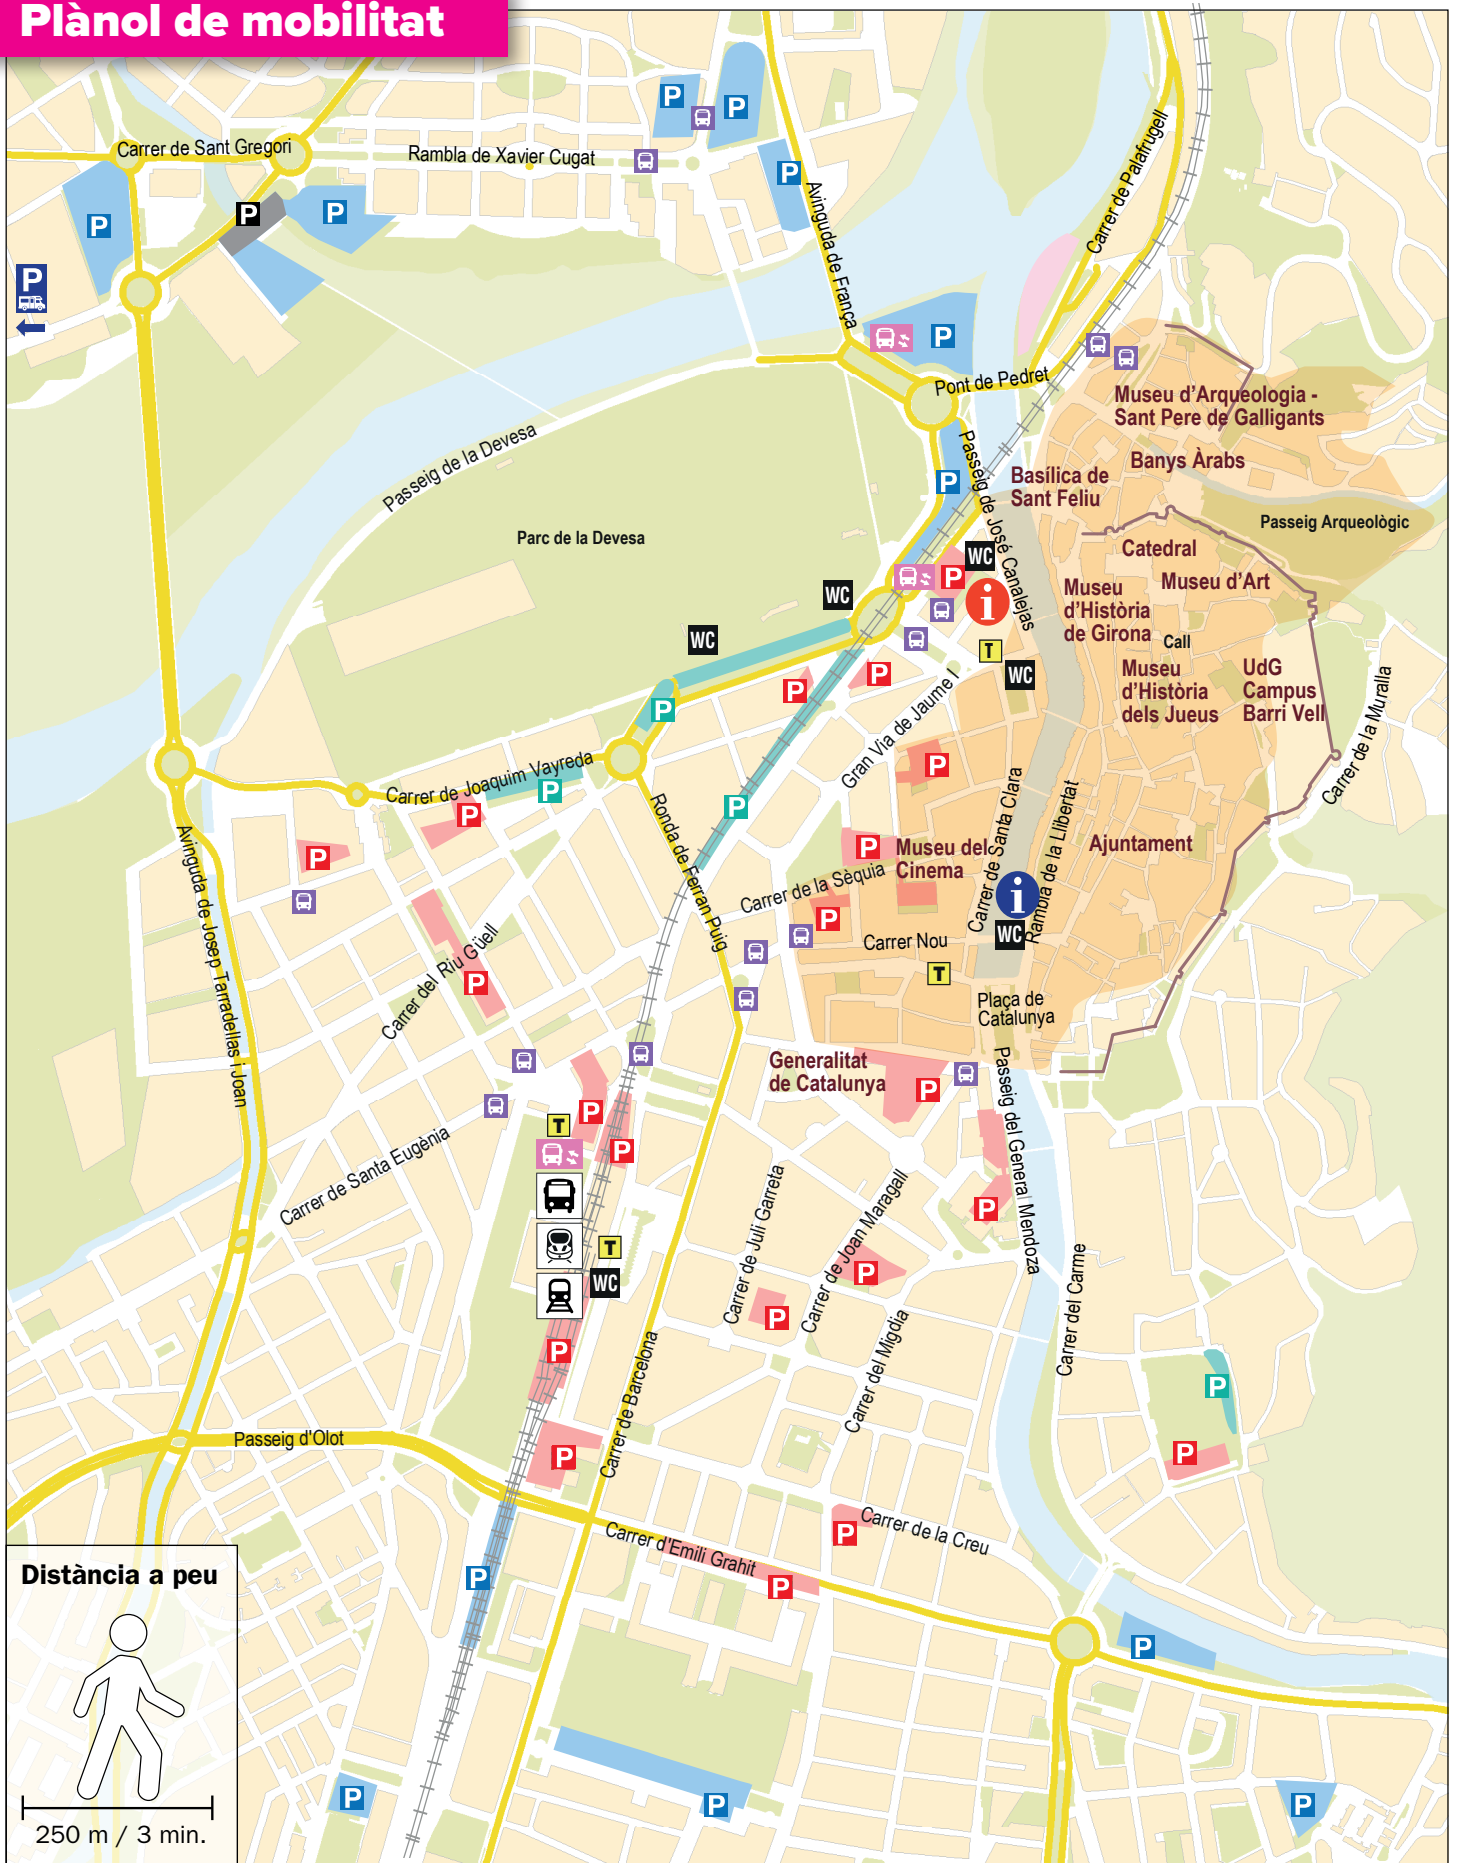 Plànol de mobilitat
P
P
P
Carrer de Sant Gregori
Rambla de Xavier Cugat
Carrer de Palafrugell
P
P
P
P
Avinguda de França
P
Pont de Pedret
Museu d'Arqueologia -
Sant Pere de Galligants
Passeig de la Devesa
Passeig de José Canalejas
Banys Àrabs
Basílica de
Sant Feliu
P
Passeig Arqueològic
Parc de la Devesa
Catedral
WC
P
Museu d'Art
WC
i
Museu
d'Història
de Girona
Call
WC
T
WC
Museu
d'Història
dels Jueus
UdG
Campus
Barri Vell
P
P
P
Gran Via de Jaume I
Carrer de la Muralla
P
Carrer de Joaquim Vayreda
P
P
P
Ronda de Ferran Puig
Carrer de Santa Clara
Rambla de la Llibertat
Avinguda de Josep Tarradellas i Joan
P
P
Museu del
Cinema
Ajuntament
Carrer de la Sèquia
i
P
WC
Carrer Nou
T
Carrer del Riu Güell
P
Plaça de
Catalunya
Generalitat
de Catalunya
P
Passeig del General Mendoza
P
T
P
Carrer de Santa Eugènia
Carrer de Juli Garreta
Carrer de Joan Maragall
P
T
WC
P
P
Carrer del Carme
Carrer del Migdia
P
Carrer de Barcelona
P
Passeig d'Olot
P
P
Carrer de la Creu
P
Carrer d'Emili Grahit
P
P
P
Distància a peu
250 m / 3 min.
P
P
P